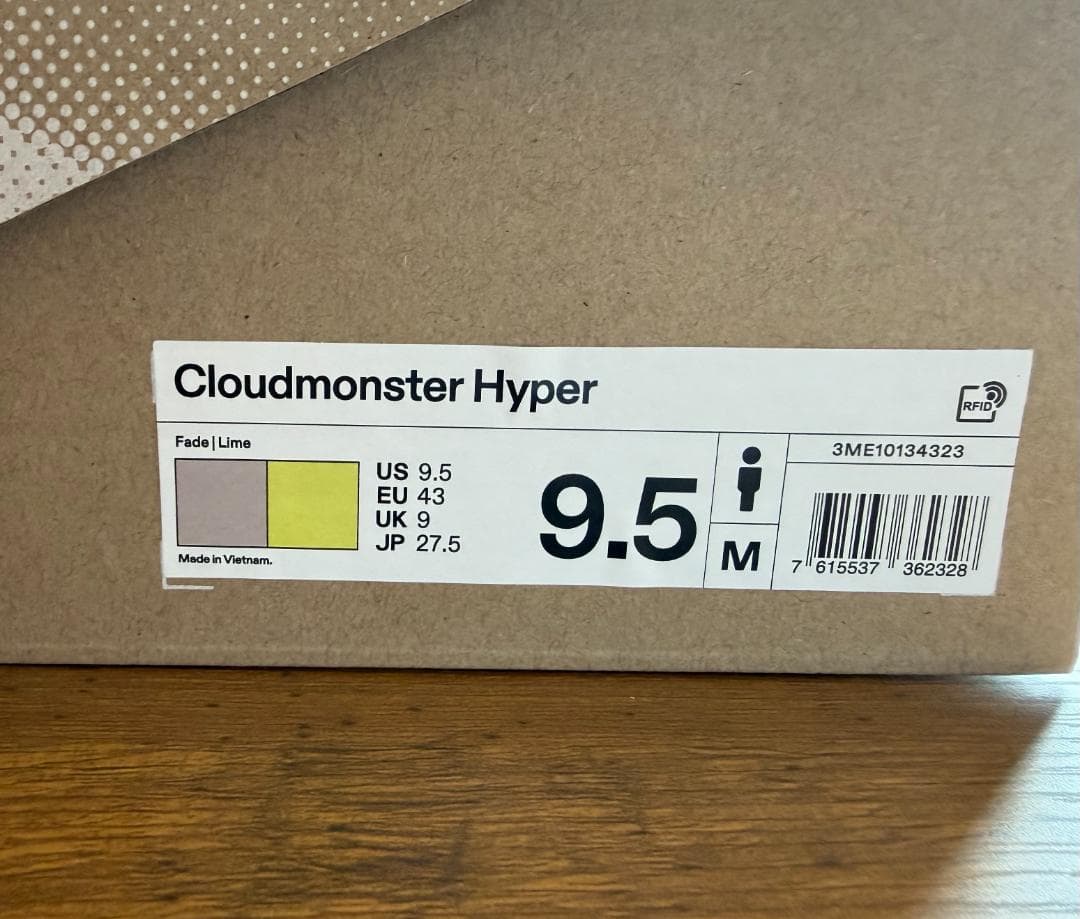 Cloudmonster Hyper
RFID
Fade | Lime
US 9.5
EU 43
UK 9
JP 27.5
Made in Vietnam.
9.5
M
3ME10134323
7 615537 362328